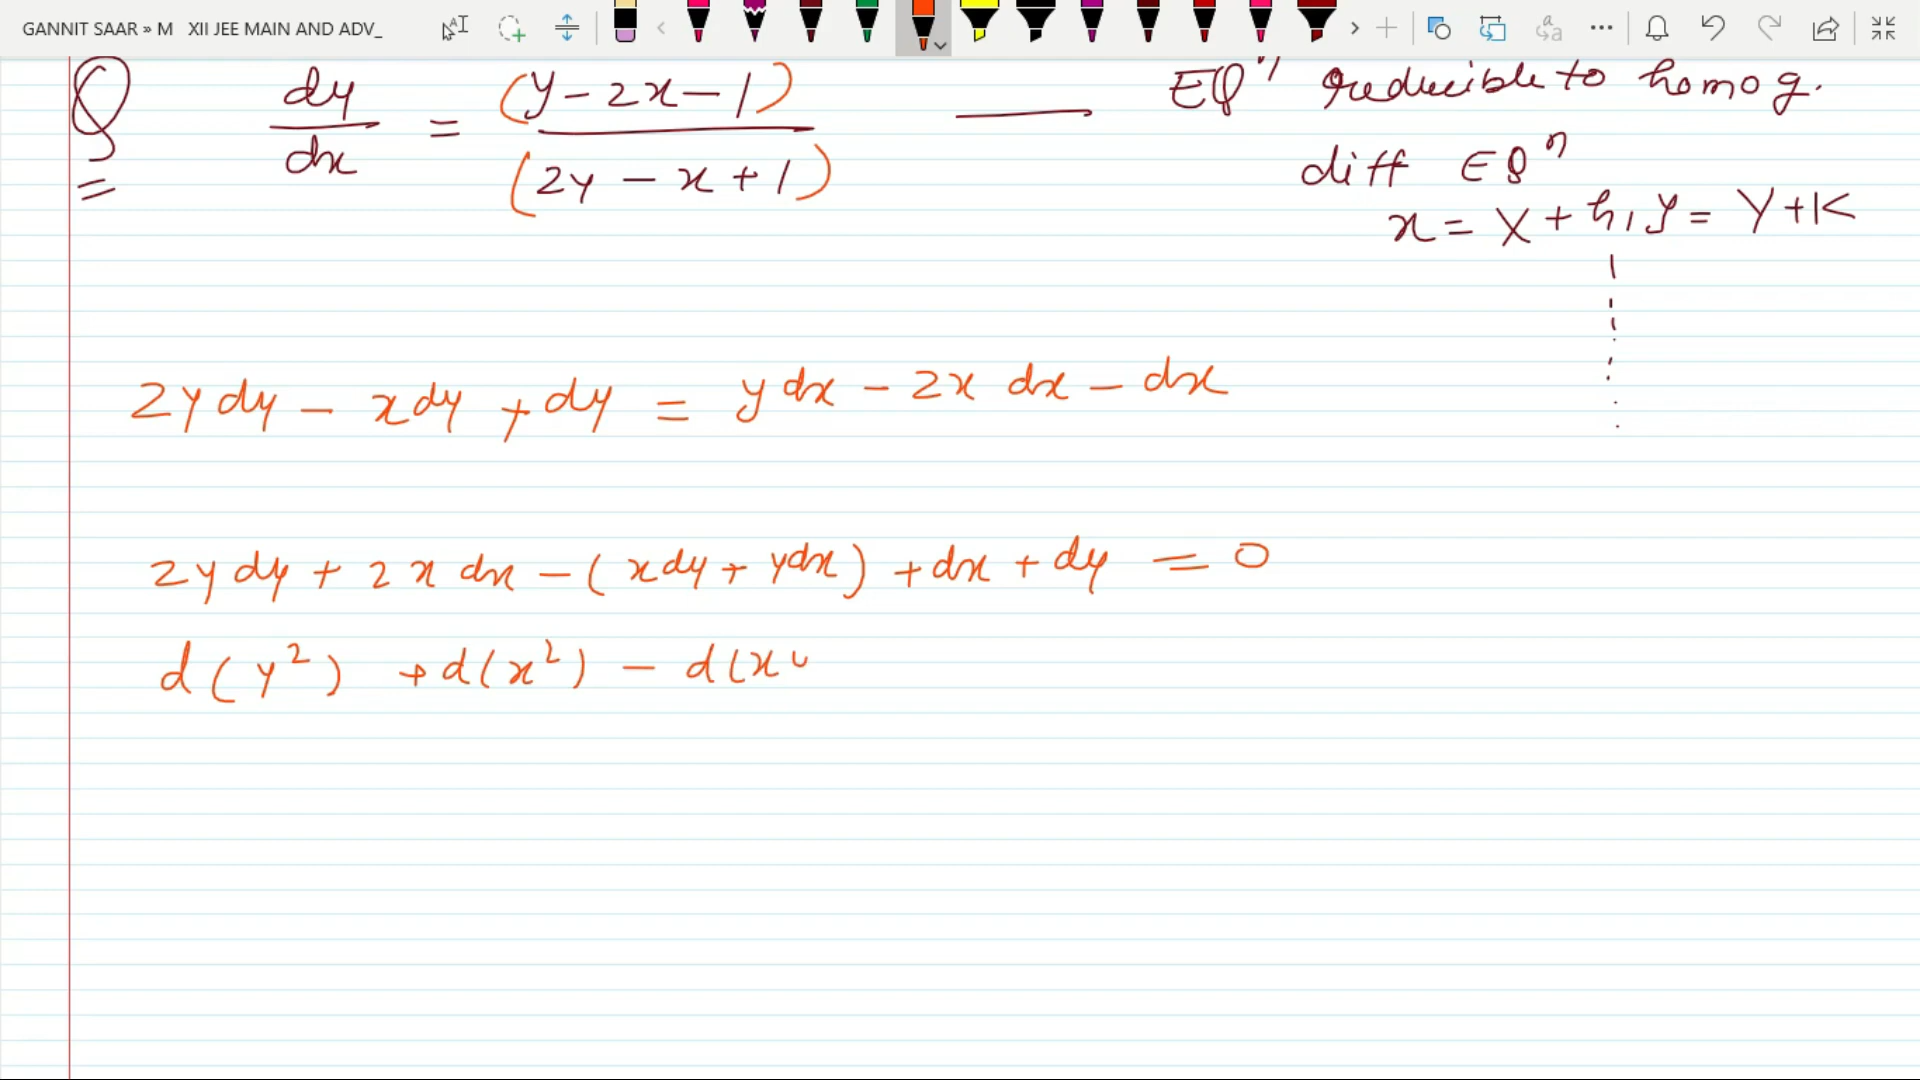 GANNIT SAAR » M XII JEE MAIN AND ADV_
Q dy/dx = (y - 2x - 1)/(2y - x + 1) — EQⁿ reducible to homog.
diff EQⁿ
x = X + h, y = Y + K
2y dy - x dy + dy = y dx - 2x dx - dx
2y dy + 2x dx - (x dy + y dx) + dx + dy = 0
d(y²) + d(x²) - d(x